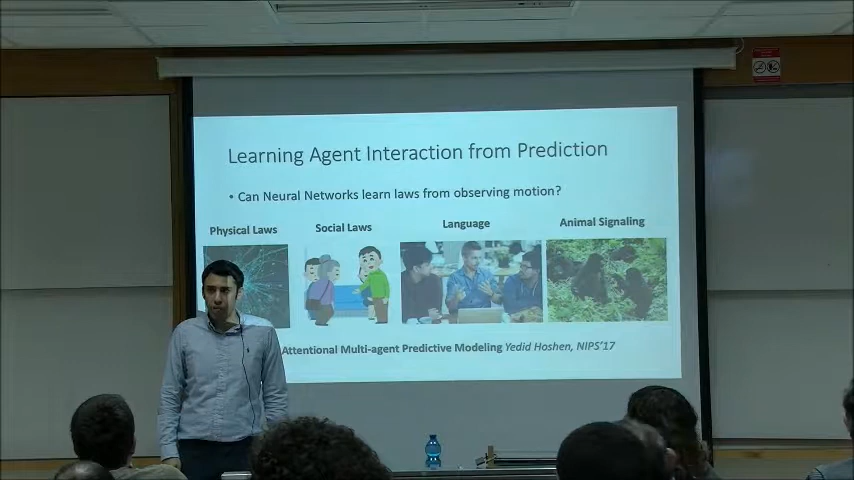 Learning Agent Interaction from Prediction
• Can Neural Networks learn laws from observing motion?
Physical Laws
Social Laws
Language
Animal Signaling
Attentional Multi-agent Predictive Modeling Yedid Hoshen, NIPS'17